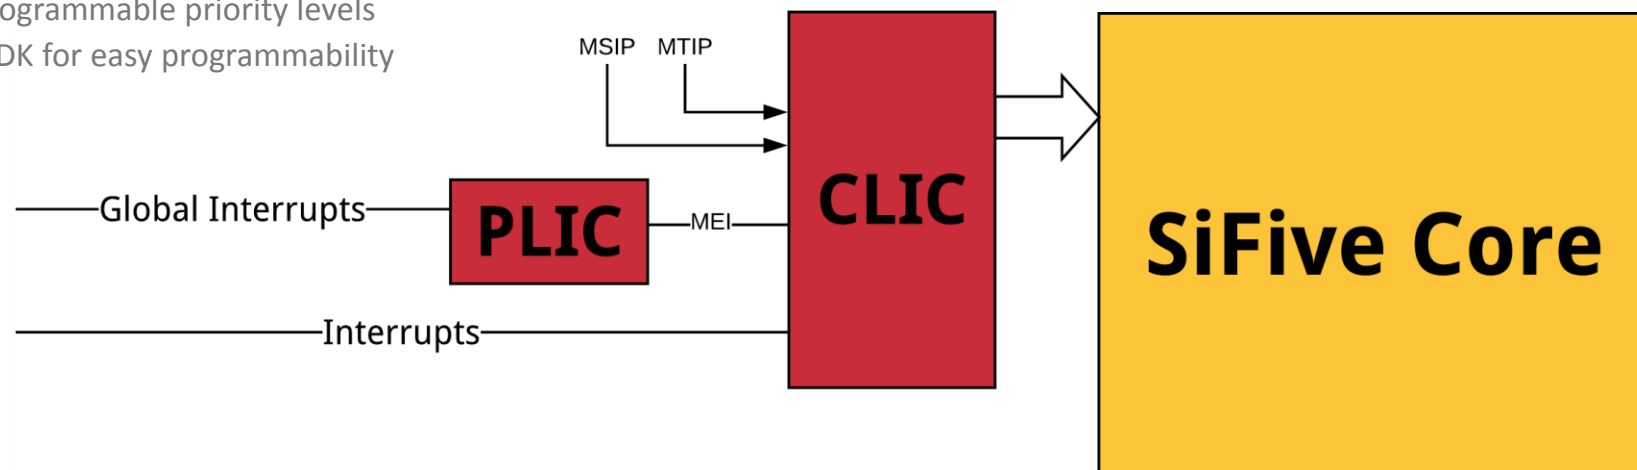 ogrammable priority levels
DK for easy programmability
MSIP MTIP
CLIC
Global Interrupts
PLIC
MEI
SiFive Core
Interrupts